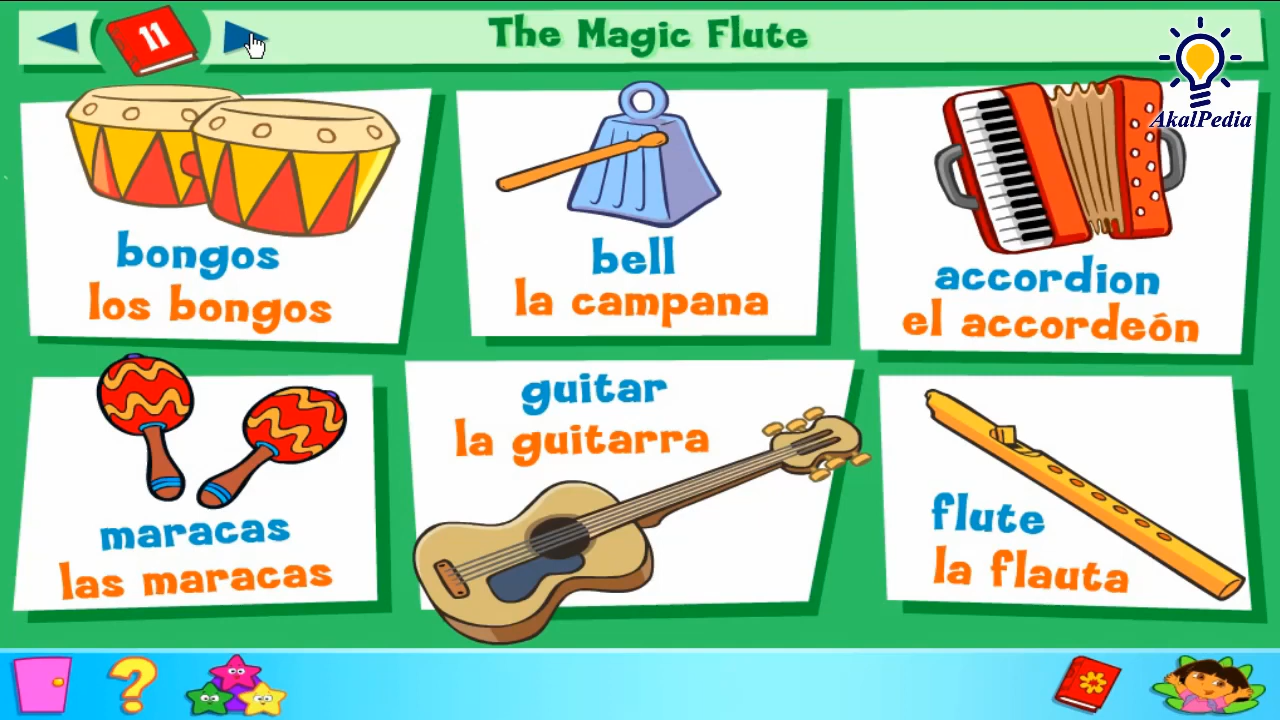 11
The Magic Flute
AkalPedia
bongos
los bongos
bell
la campana
accordion
el accordeón
maracas
las maracas
guitar
la guitarra
flute
la flauta
?